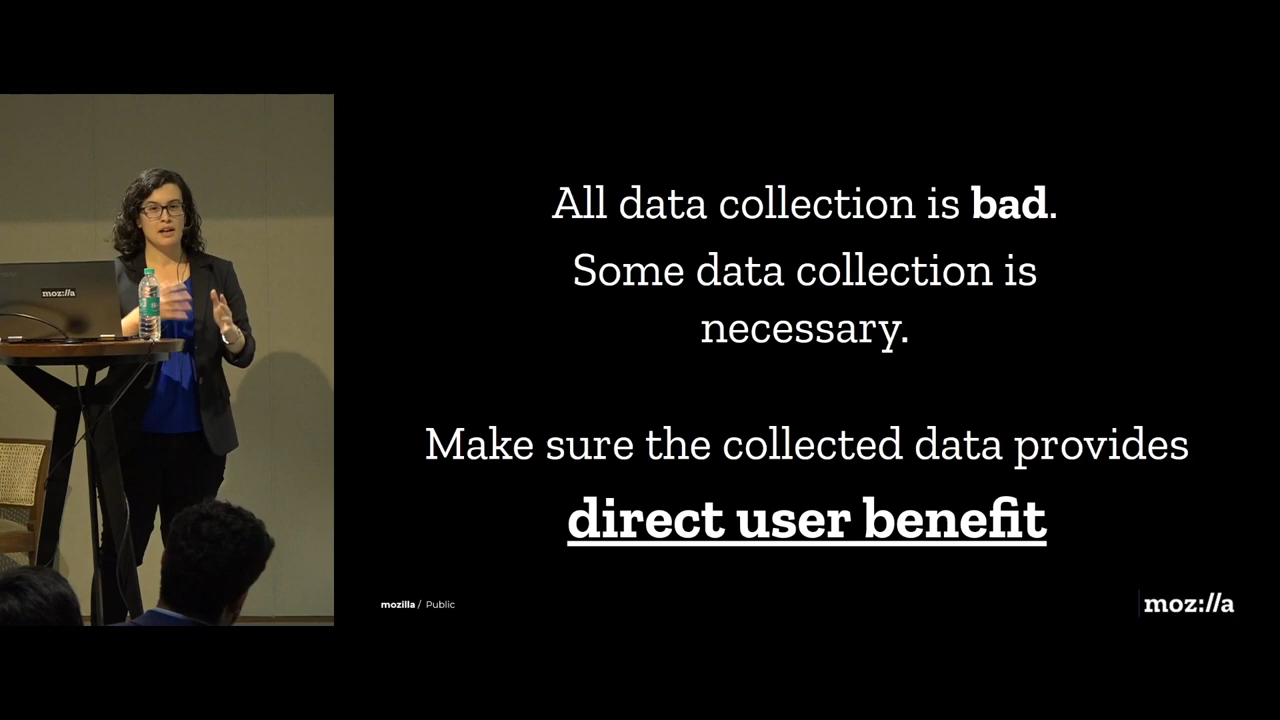 All data collection is bad.
Some data collection is
necessary.
Make sure the collected data provides
direct user benefit
mozilla / Public
moz://a
moz://a